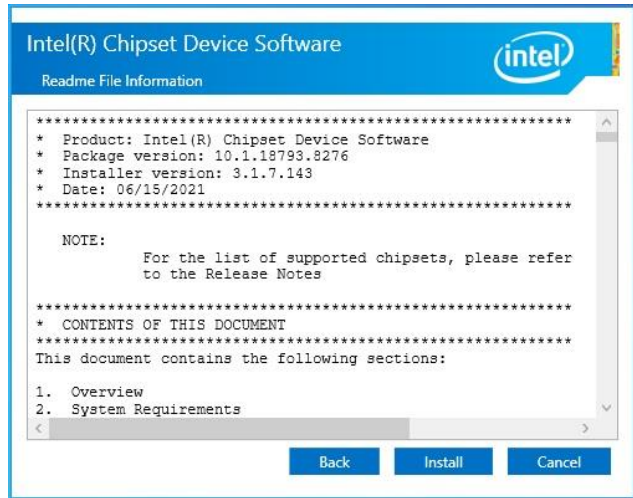 Intel(R) Chipset Device Software
intel
Readme File Information
************************************************************
*  Product: Intel(R) Chipset Device Software
*  Package version: 10.1.18793.8276
*  Installer version: 3.1.7.143
*  Date: 06/15/2021
************************************************************
NOTE:
For the list of supported chipsets, please refer
to the Release Notes
************************************************************
*  CONTENTS OF THIS DOCUMENT
************************************************************
This document contains the following sections:
1.  Overview
2.  System Requirements
Back
Install
Cancel